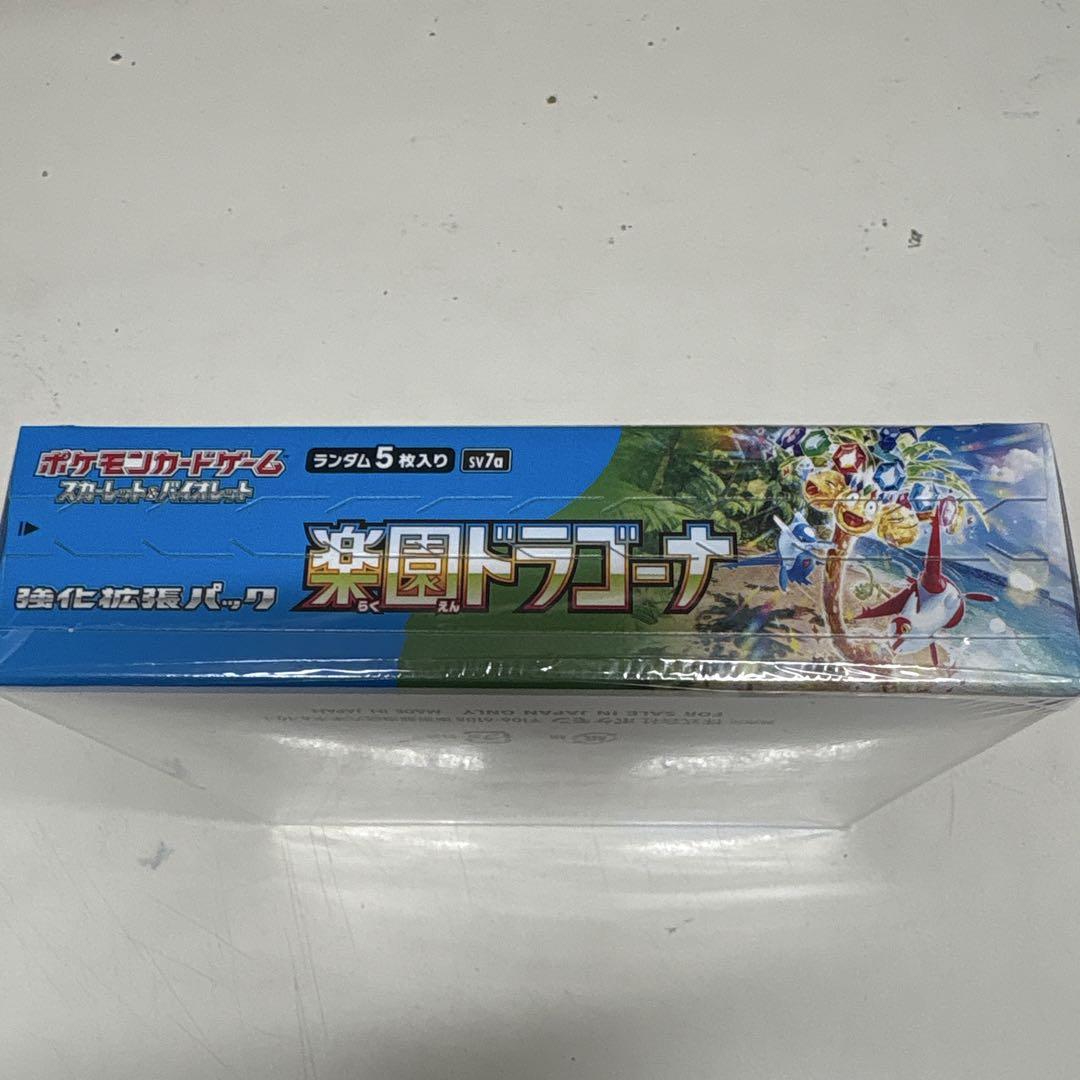 ポケモンカードゲーム
スカーレット&バイオレット
ランダム5枚入り
SV7a
強化拡張パック
楽園ドラゴーナ
らく えん
FOR SALE IN JAPAN ONLY MADE IN JAPAN